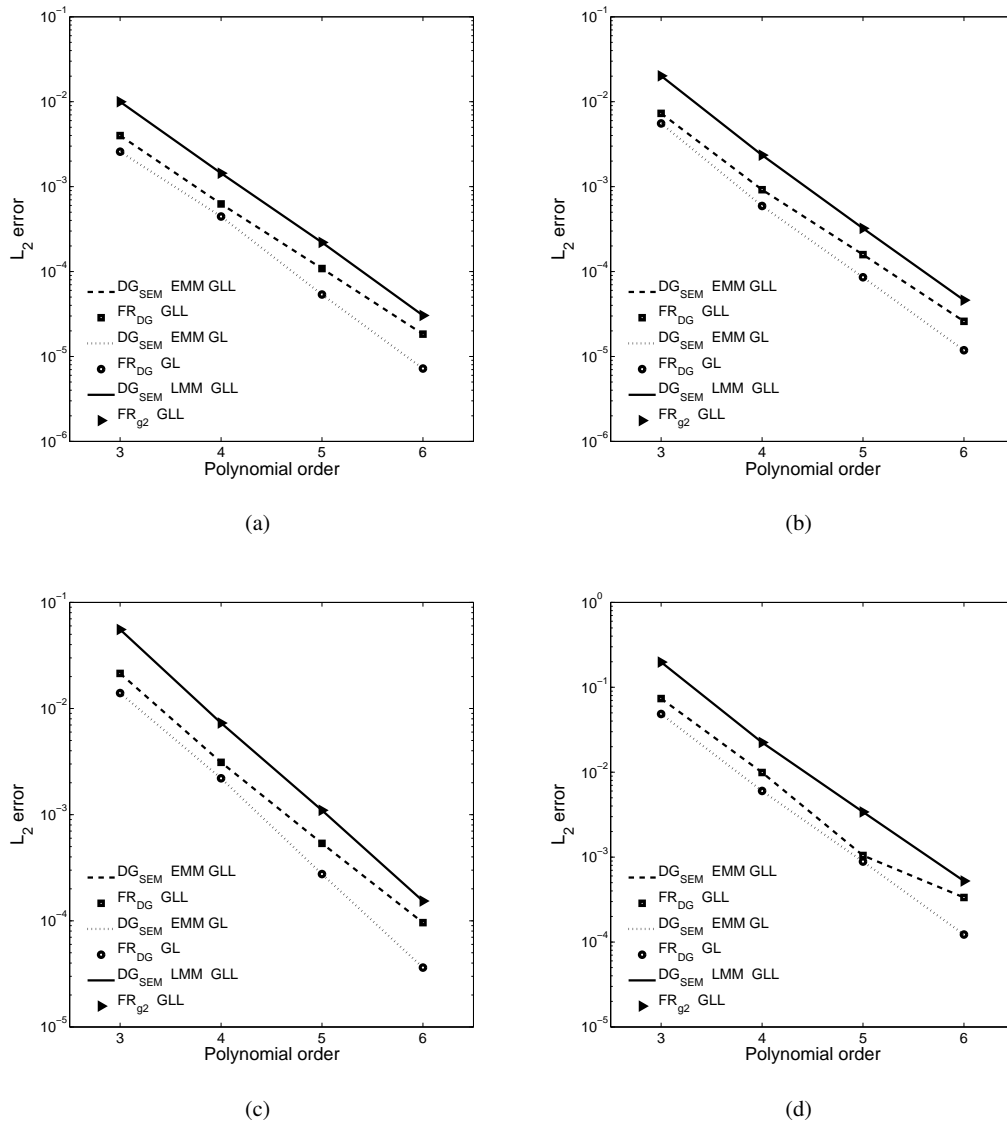 10^−1
10^−2
10^−3
10^−4
10^−5
10^−6
L_2 error
3 4 5 6
Polynomial order
DG_SEM EMM GLL
FR_DG GLL
DG_SEM EMM GL
FR_DG GL
DG_SEM LMM GLL
FR_g2 GLL
(a)
10^−1
10^−2
10^−3
10^−4
10^−5
10^−6
L_2 error
3 4 5 6
Polynomial order
DG_SEM EMM GLL
FR_DG GLL
DG_SEM EMM GL
FR_DG GL
DG_SEM LMM GLL
FR_g2 GLL
(b)
10^−1
10^−2
10^−3
10^−4
10^−5
L_2 error
3 4 5 6
Polynomial order
DG_SEM EMM GLL
FR_DG GLL
DG_SEM EMM GL
FR_DG GL
DG_SEM LMM GLL
FR_g2 GLL
(c)
10^0
10^−1
10^−2
10^−3
10^−4
10^−5
L_2 error
3 4 5 6
Polynomial order
DG_SEM EMM GLL
FR_DG GLL
DG_SEM EMM GL
FR_DG GL
DG_SEM LMM GLL
FR_g2 GLL
(d)